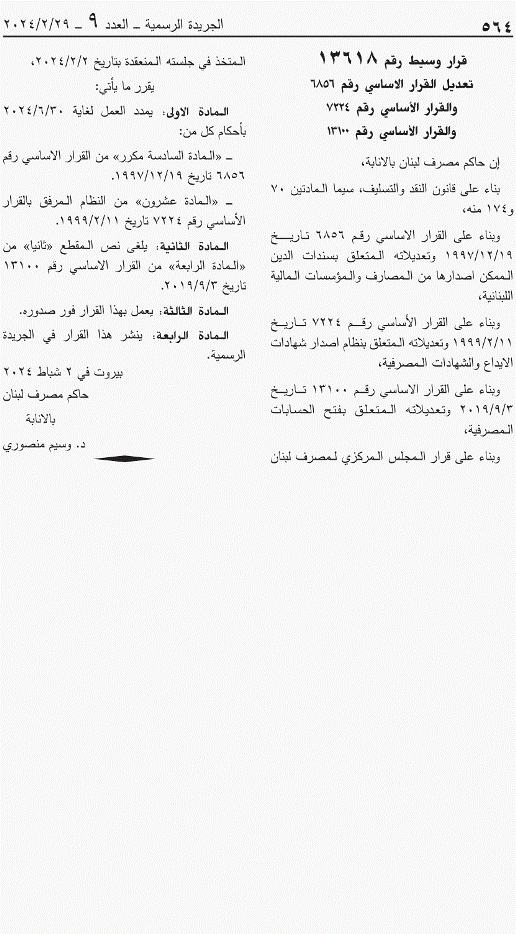 ٥٦٤
الجريدة الرسمية ــ العدد ٩ ــ ٢٠٢٤/٢/٢٩
قرار وسيط رقم ١٣٦١٨
تعديل القرار الاساسي رقم ٦٨٥٦
والقرار الأساسي رقم ٧٢٢٤
والقرار الأساسي رقم ١٣١٠٠
إن حاكم مصرف لبنان بالانابة،
بناء على قانون النقد والتسليف، سيما المادتين ٧٠
و١٧٤ منه،
وبناء على القرار الاساسي رقم ٦٨٥٦ تاريخ
١٩٩٧/١٢/١٩ وتعديلاته المتعلق بسندات الدين
الممكن اصدارها من المصارف والمؤسسات المالية
اللبنانية،
وبناء على القرار الأساسي رقم ٧٢٢٤ تاريخ
١٩٩٩/٢/١١ وتعديلاته المتعلق بنظام اصدار شهادات
الايداع والشهادات المصرفية،
وبناء على القرار الاساسي رقم ١٣١٠٠ تاريخ
٢٠١٩/٩/٣ وتعديلاته المتعلق بفتح الحسابات
المصرفية،
وبناء على قرار المجلس المركزي لمصرف لبنان
المتخذ في جلسته المنعقدة بتاريخ ٢٠٢٤/٢/٢،
يقرر ما يأتي:
المادة الاولى: يمدد العمل لغاية ٢٠٢٤/٦/٣٠
بأحكام كل من:
ــ «المادة السادسة مكرر» من القرار الاساسي رقم
٦٨٥٦ تاريخ ١٩٩٧/١٢/١٩.
ــ «المادة عشرون» من النظام المرفق بالقرار
الأساسي رقم ٧٢٢٤ تاريخ ١٩٩٩/٢/١١.
المادة الثانية: يلغى نص المقطع «ثانيا» من
«المادة الرابعة» من القرار الاساسي رقم ١٣١٠٠
تاريخ ٢٠١٩/٩/٣.
المادة الثالثة: يعمل بهذا القرار فور صدوره.
المادة الرابعة: ينشر هذا القرار في الجريدة
الرسمية.
بيروت في ٢ شباط ٢٠٢٤
حاكم مصرف لبنان
بالانابة
د. وسيم منصوري